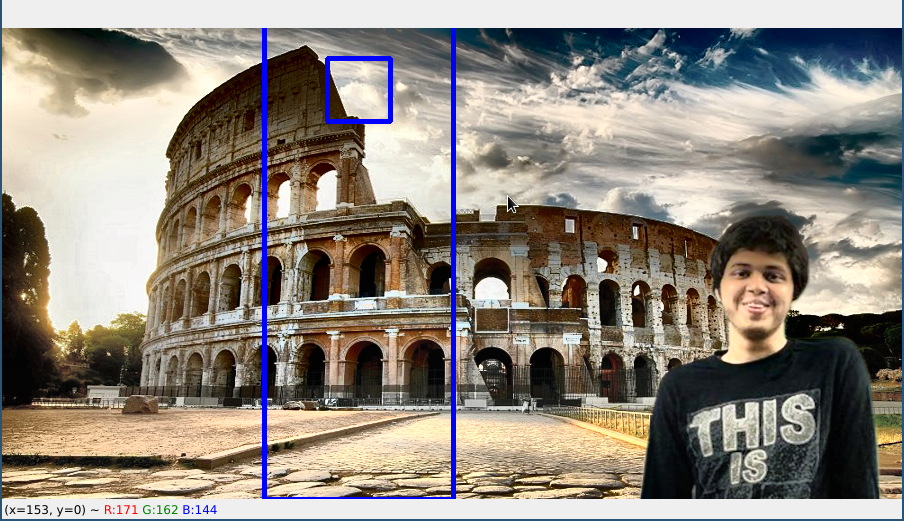 THIS
IS
(x=153, y=0) ~ R:171 G:162 B:144